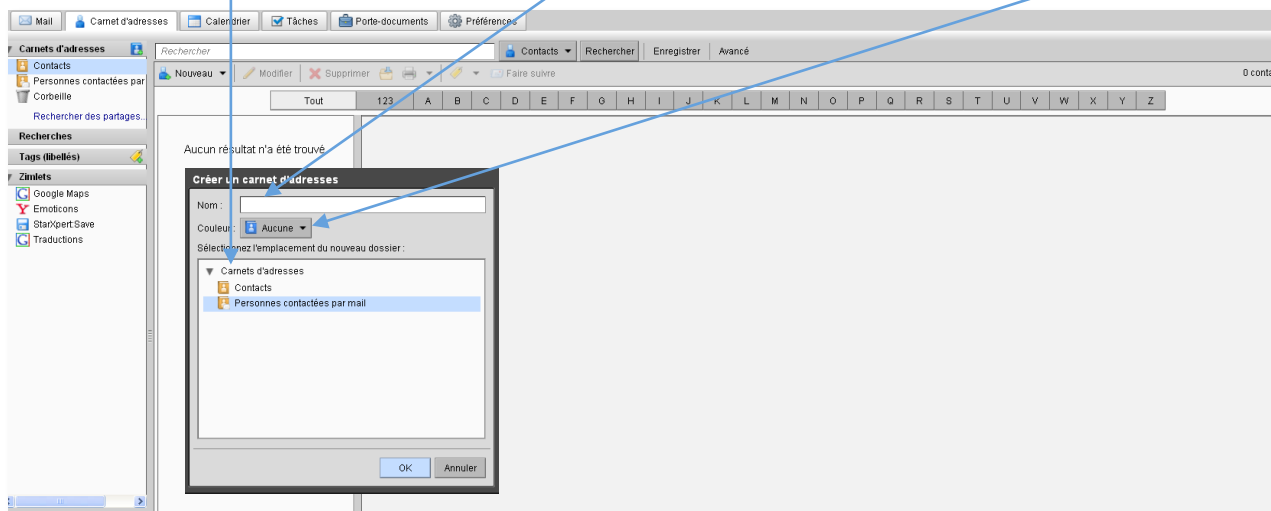 Mail Carnet d'adresses Calendrier Tâches Porte-documents Préférences
Carnets d'adresses
Rechercher Contacts Rechercher Enregistrer Avancé
Contacts
Personnes contactées par
Corbeille
Rechercher des partages...
Recherches
Tags (libellés)
Zimlets
Google Maps
Emoticons
StarXpert:Save
Traductions
Nouveau Modifier Supprimer Faire suivre 0 conta
Tout 123 A B C D E F G H I J K L M N O P Q R S T U V W X Y Z
Aucun résultat n'a été trouvé
Créer un carnet d'adresses
Nom :
Couleur : Aucune
Sélectionnez l'emplacement du nouveau dossier :
Carnets d'adresses
Contacts
Personnes contactées par mail
OK Annuler